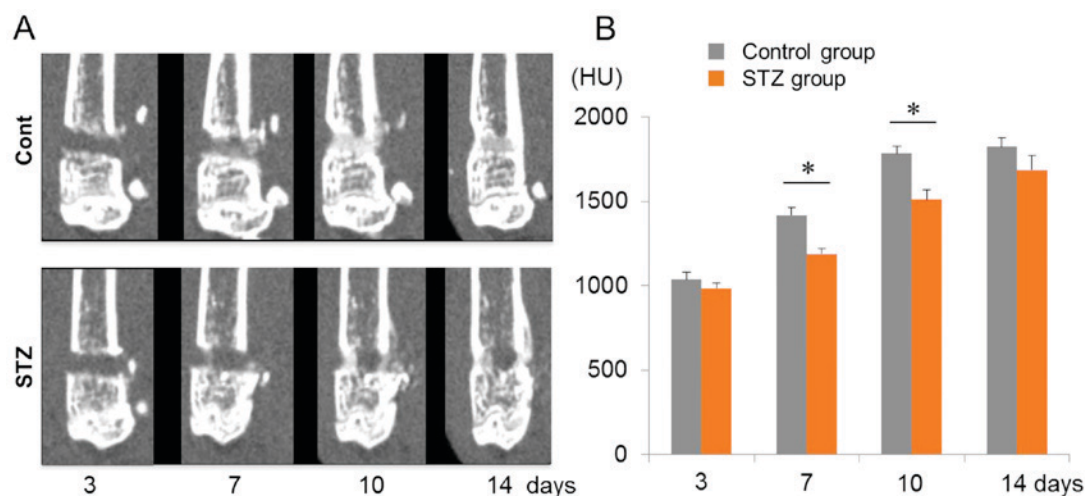 A
Cont
STZ
3 7 10 14 days
B
Control group
STZ group
(HU)
2000
1500
1000
500
0
*
*
3 7 10 14 days